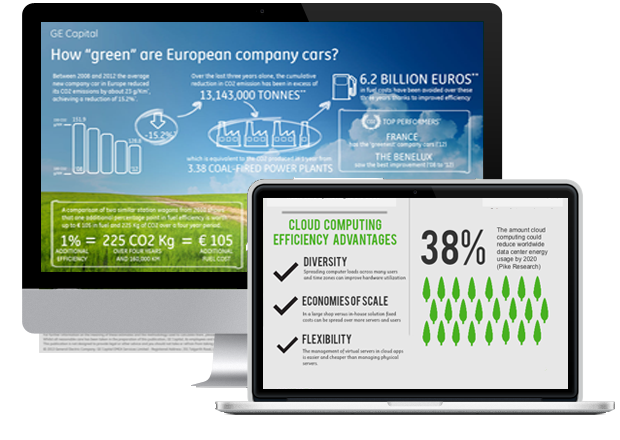 GE Capital
How “green” are European company cars?
Between 2008 and 2012 the average
new company car in Europe reduced
its CO2 emissions by about 23 g/km,
achieving a reduction of 15.2%.
151.9
128.8
'08
'12
-15.2%
Over the last three years alone, the cumulative
reduction in CO2 emission has been in excess of
13,143,000 TONNES**
which is equivalent to the CO2 produced in 1 year from
3.38 COAL-FIRED POWER PLANTS
6.2 BILLION EUROS**
in fuel costs have been avoided over these
three years thanks to improved efficiency
TOP PERFORMERS
FRANCE
has the 'greenest' company cars ('12)
THE BENELUX
saw the best improvement ('08 to '12)
A comparison of two similar station wagons from
that one additional percentage point in fuel efficiency is worth
up to € 105 in fuel and 225 Kg of CO2 over a four year period.
1% = 225 CO2 Kg = € 105
ADDITIONAL EFFICIENCY
OVER FOUR YEARS AND 160,000 KM
ADDITIONAL FUEL COST
CLOUD COMPUTING
EFFICIENCY ADVANTAGES
DIVERSITY
Spreading computer loads across many users
and time zones can improve hardware utilization
ECONOMIES OF SCALE
In a large shop versus in-house solution fixed
costs can be spread over more servers and users
FLEXIBILITY
The management of virtual servers in cloud apps
is easier and cheaper than managing physical
servers.
38%
The amount cloud
computing could
reduce worldwide
data center energy
usage by 2020
(Pike Research)